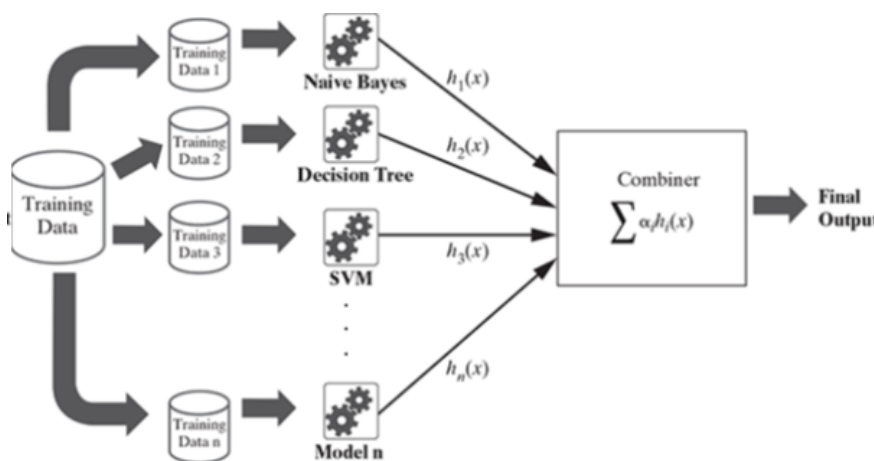 Training
Data 1
Naive Bayes
h₁(x)
Training
Data 2
Decision Tree
h₂(x)
Training
Data
Training
Data 3
SVM
h₃(x)
Combiner
∑ αᵢhᵢ(x)
Final
Output
.
.
.
hₙ(x)
Training
Data n
Model n